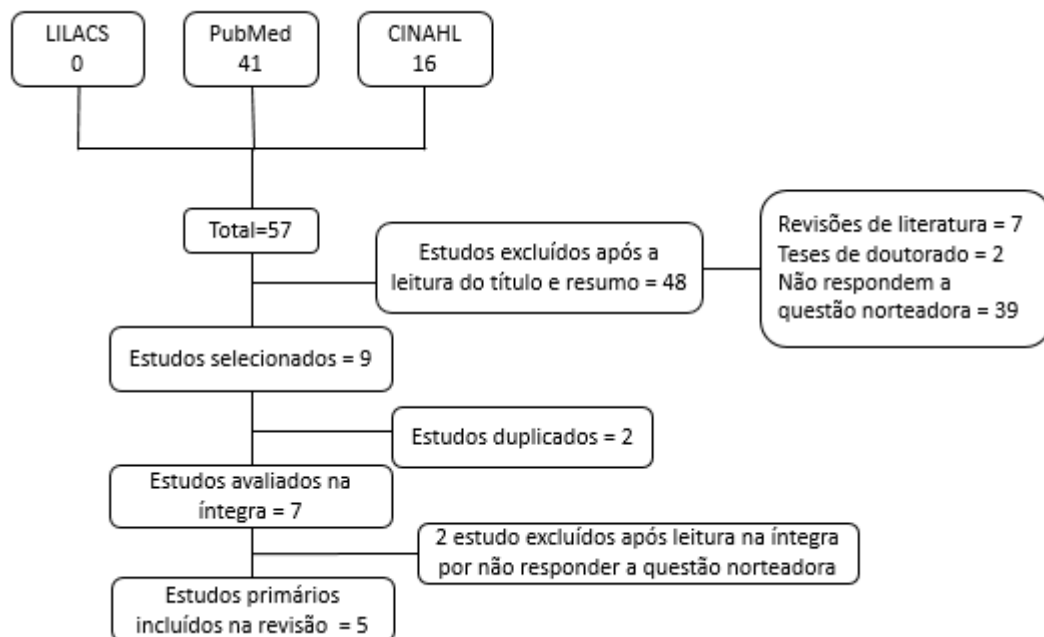 LILACS
0
PubMed
41
CINAHL
16
Total=57
Estudos excluídos após a
leitura do título e resumo = 48
Revisões de literatura = 7
Teses de doutorado = 2
Não respondem a
questão norteadora = 39
Estudos selecionados = 9
Estudos duplicados = 2
Estudos avaliados na
íntegra = 7
2 estudo excluídos após leitura na íntegra
por não responder a questão norteadora
Estudos primários
incluídos na revisão = 5